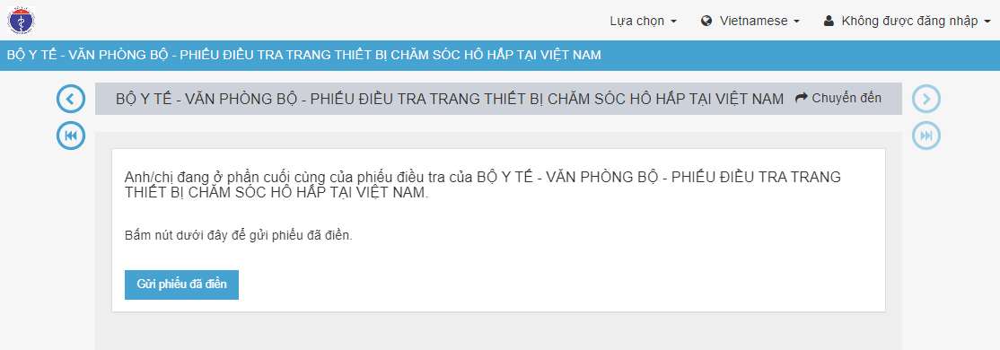 Lựa chọn Vietnamese Không được đăng nhập
BỘ Y TẾ - VĂN PHÒNG BỘ - PHIẾU ĐIỀU TRA TRANG THIẾT BỊ CHĂM SÓC HÔ HẤP TẠI VIỆT NAM
BỘ Y TẾ - VĂN PHÒNG BỘ - PHIẾU ĐIỀU TRA TRANG THIẾT BỊ CHĂM SÓC HÔ HẤP TẠI VIỆT NAM Chuyển đến
Anh/chị đang ở phần cuối cùng của phiếu điều tra của BỘ Y TẾ - VĂN PHÒNG BỘ - PHIẾU ĐIỀU TRA TRANG
THIẾT BỊ CHĂM SÓC HÔ HẤP TẠI VIỆT NAM.
Bấm nút dưới đây để gửi phiếu đã điền.
Gửi phiếu đã điền